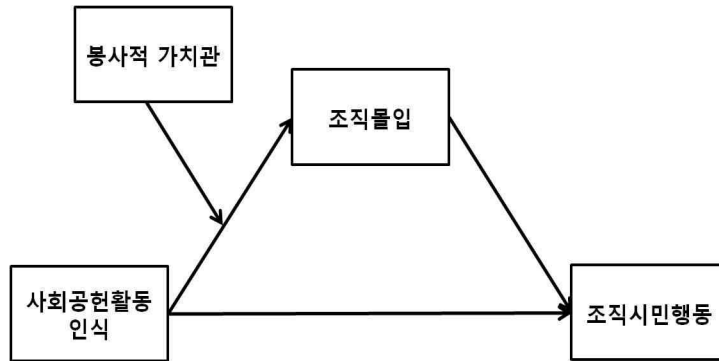 봉사적 가치관
조직몰입
사회공헌활동
인식
조직시민행동